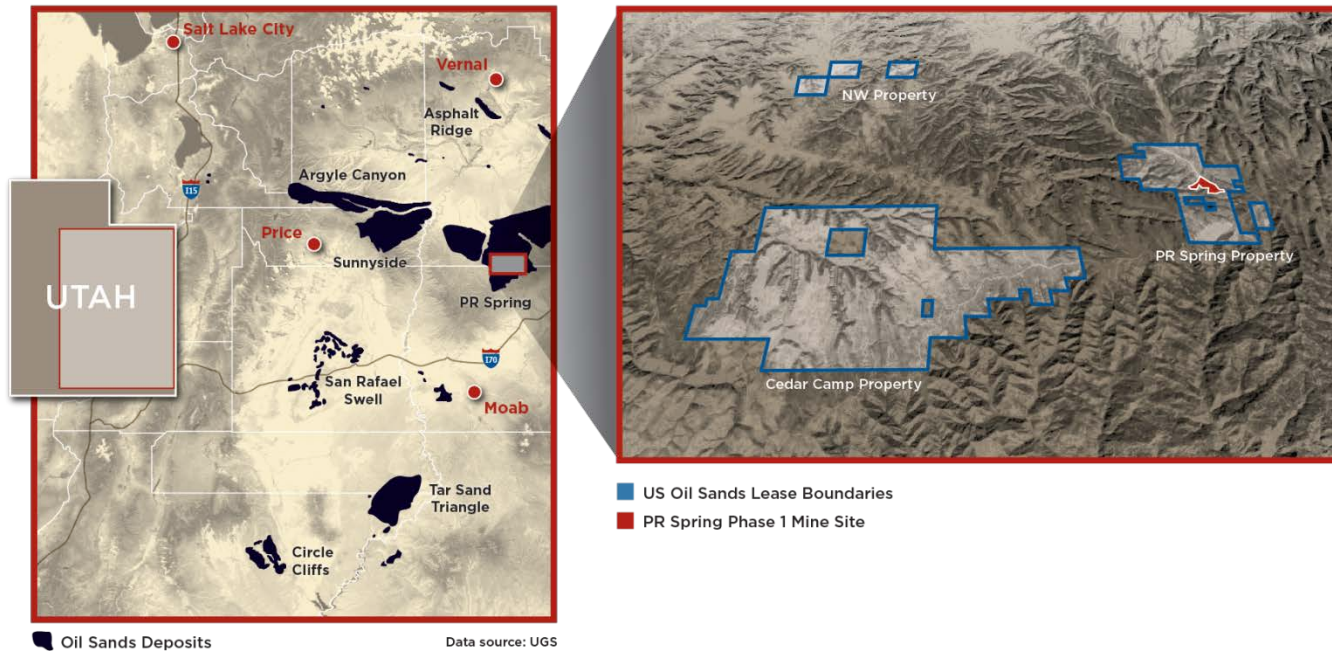 Salt Lake City
Vernal
Asphalt
Ridge
Argyle Canyon
I15
Price
Sunnyside
UTAH
PR Spring
I70
San Rafael
Swell
Moab
Tar Sand
Triangle
Circle
Cliffs
Oil Sands Deposits
Data source: UGS
NW Property
PR Spring Property
Cedar Camp Property
US Oil Sands Lease Boundaries
PR Spring Phase 1 Mine Site